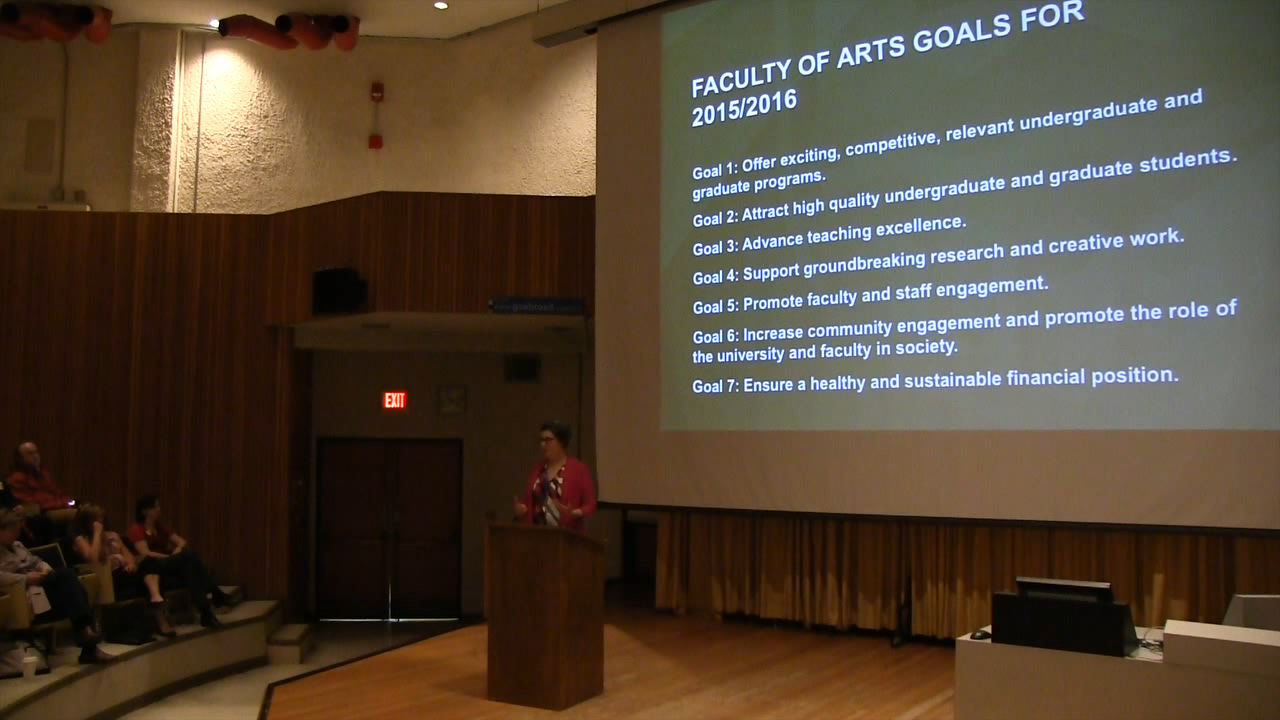 FACULTY OF ARTS GOALS FOR
2015/2016
Goal 1: Offer exciting, competitive, relevant undergraduate and
graduate programs.
Goal 2: Attract high quality undergraduate and graduate students.
Goal 3: Advance teaching excellence.
Goal 4: Support groundbreaking research and creative work.
Goal 5: Promote faculty and staff engagement.
Goal 6: Increase community engagement and promote the role of
the university and faculty in society.
Goal 7: Ensure a healthy and sustainable financial position.
EXIT